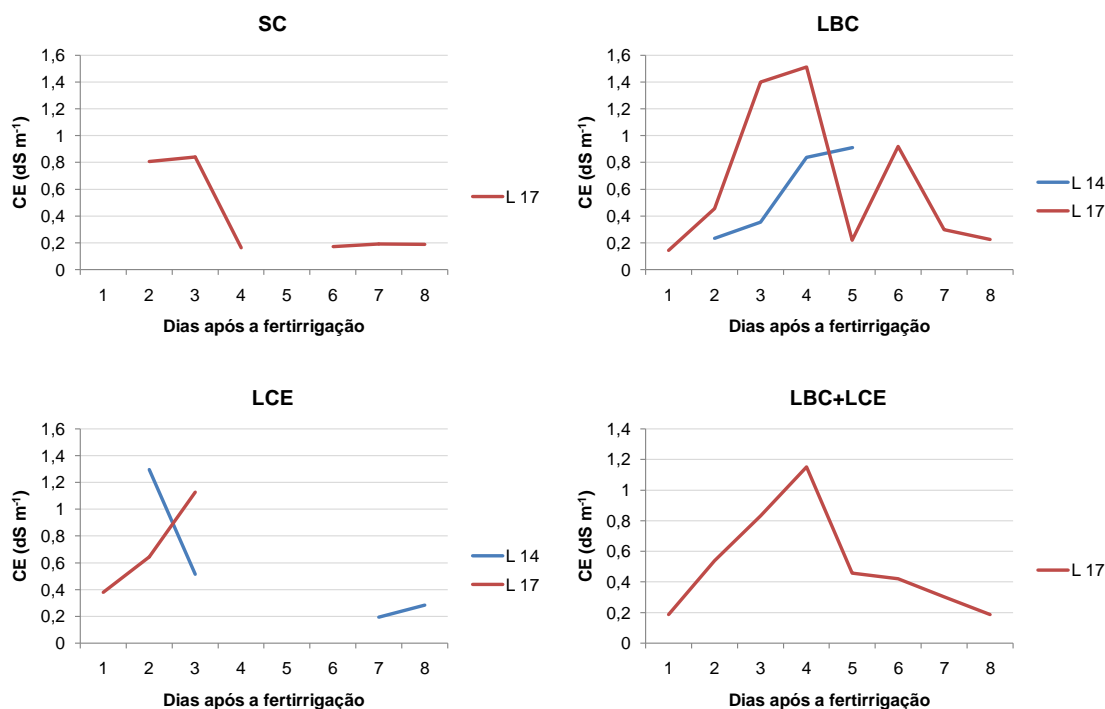 SC
1,6
1,4
1,2
1
0,8
0,6
0,4
0,2
0
CE (dS m⁻¹)
1 2 3 4 5 6 7 8
Dias após a fertirrigação
L 17
LBC
1,6
1,4
1,2
1
0,8
0,6
0,4
0,2
0
CE (dS m⁻¹)
1 2 3 4 5 6 7 8
Dias após a fertirrigação
L 14
L 17
LCE
1,6
1,4
1,2
1
0,8
0,6
0,4
0,2
0
CE (dS m⁻¹)
1 2 3 4 5 6 7 8
Dias após a fertirrigação
L 14
L 17
LBC+LCE
1,4
1,2
1
0,8
0,6
0,4
0,2
0
CE (dS m⁻¹)
1 2 3 4 5 6 7 8
Dias após a fertirrigação
L 17